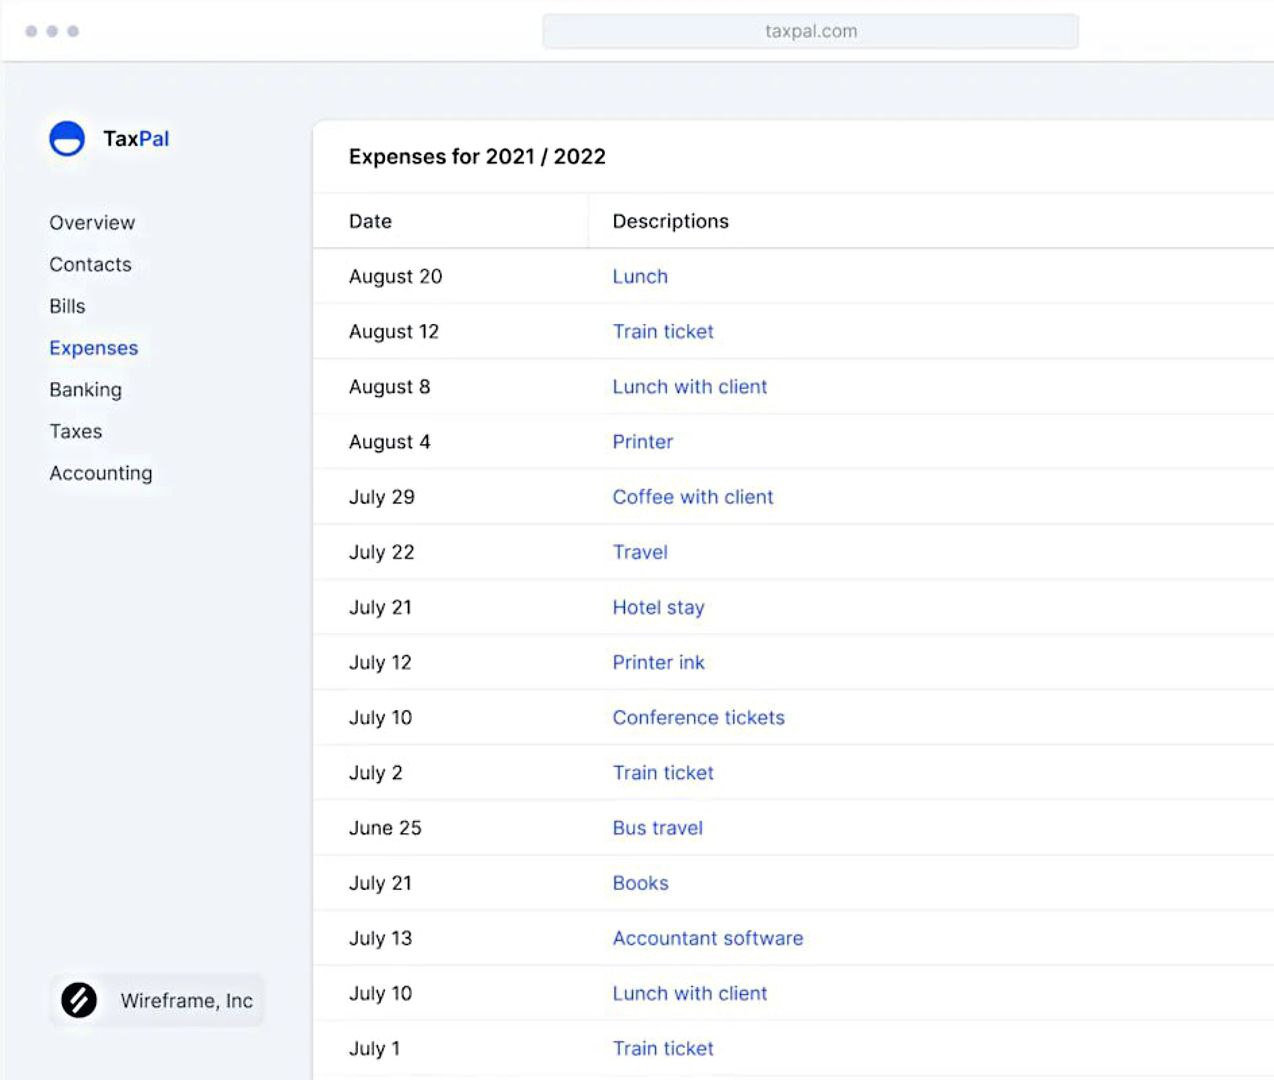 taxpal.com
TaxPal
Overview
Contacts
Bills
Expenses
Banking
Taxes
Accounting
Wireframe, Inc
Expenses for 2021 / 2022
Date Descriptions
August 20 Lunch
August 12 Train ticket
August 8 Lunch with client
August 4 Printer
July 29 Coffee with client
July 22 Travel
July 21 Hotel stay
July 12 Printer ink
July 10 Conference tickets
July 2 Train ticket
June 25 Bus travel
July 21 Books
July 13 Accountant software
July 10 Lunch with client
July 1 Train ticket